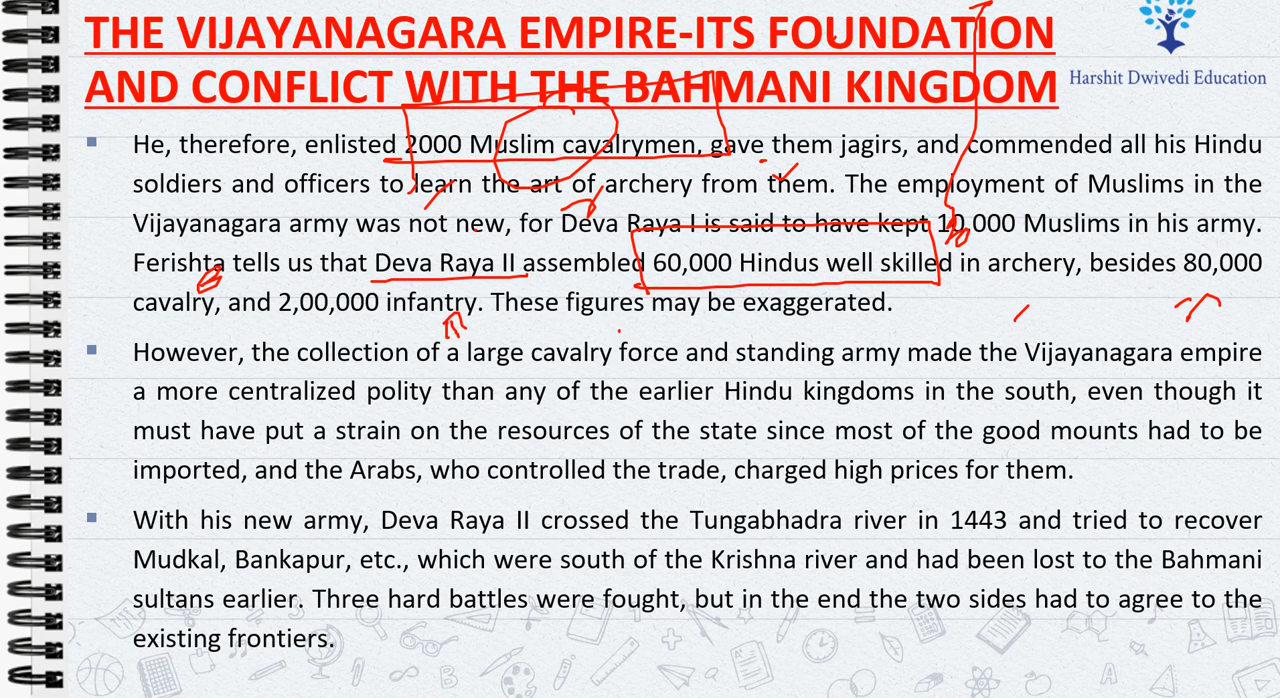 THE VIJAYANAGARA EMPIRE-ITS FOUNDATION
AND CONFLICT WITH THE BAHMANI KINGDOM
Harshit Dwivedi Education
▪ He, therefore, enlisted 2000 Muslim cavalrymen, gave them jagirs, and commended all his Hindu
soldiers and officers to learn the art of archery from them. The employment of Muslims in the
Vijayanagara army was not new, for Deva Raya I is said to have kept 10,000 Muslims in his army.
Ferishta tells us that Deva Raya II assembled 60,000 Hindus well skilled in archery, besides 80,000
cavalry, and 2,00,000 infantry. These figures may be exaggerated.
▪ However, the collection of a large cavalry force and standing army made the Vijayanagara empire
a more centralized polity than any of the earlier Hindu kingdoms in the south, even though it
must have put a strain on the resources of the state since most of the good mounts had to be
imported, and the Arabs, who controlled the trade, charged high prices for them.
▪ With his new army, Deva Raya II crossed the Tungabhadra river in 1443 and tried to recover
Mudkal, Bankapur, etc., which were south of the Krishna river and had been lost to the Bahmani
sultans earlier. Three hard battles were fought, but in the end the two sides had to agree to the
existing frontiers.